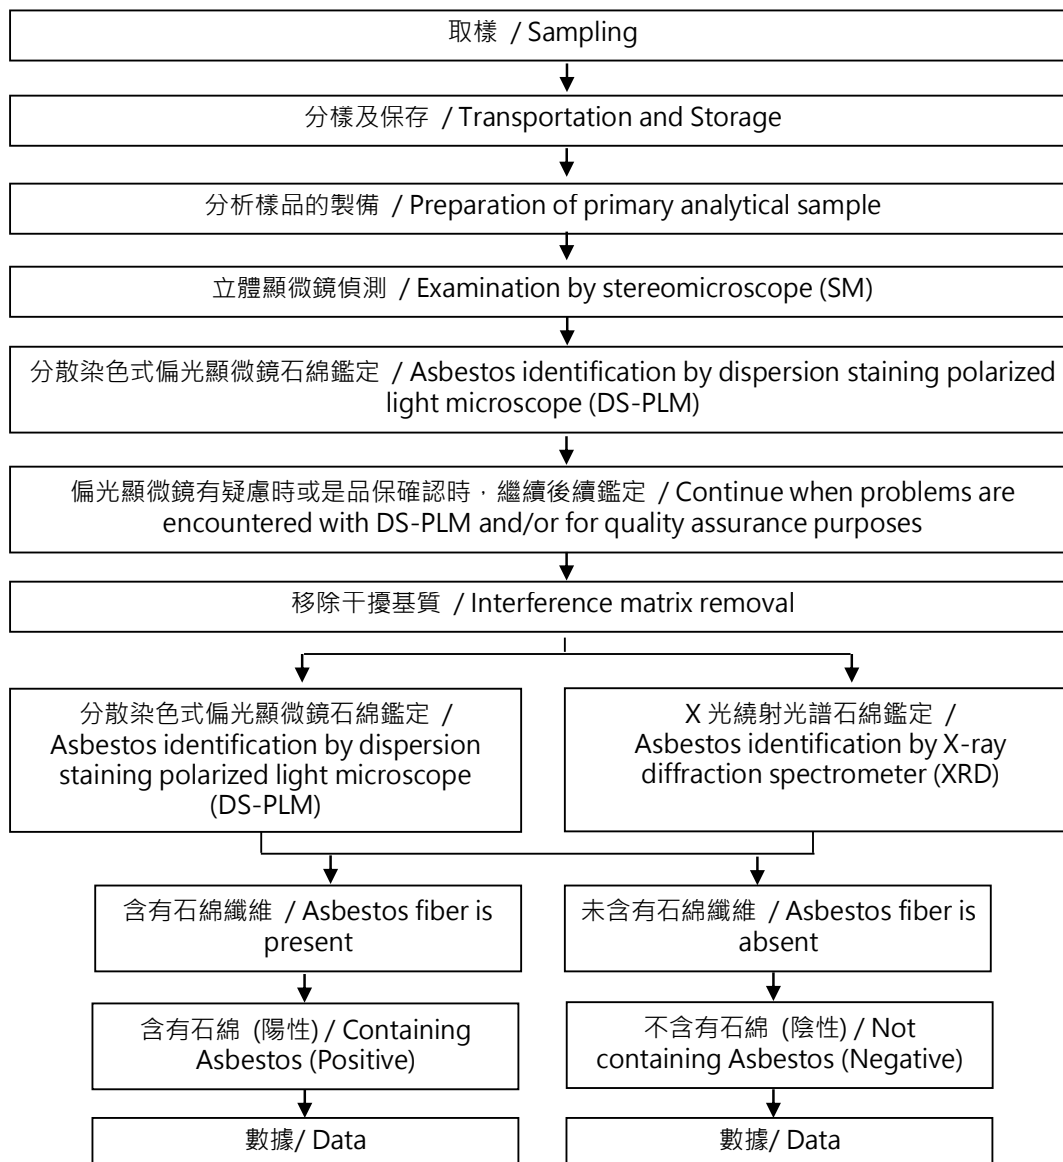 取樣 / Sampling
分樣及保存 / Transportation and Storage
分析樣品的製備 / Preparation of primary analytical sample
立體顯微鏡偵測 / Examination by stereomicroscope (SM)
分散染色式偏光顯微鏡石綿鑑定 / Asbestos identification by dispersion staining polarized
light microscope (DS-PLM)
偏光顯微鏡有疑慮時或是品保確認時，繼續後續鑑定 / Continue when problems are
encountered with DS-PLM and/or for quality assurance purposes
移除干擾基質 / Interference matrix removal
分散染色式偏光顯微鏡石綿鑑定 /
Asbestos identification by dispersion
staining polarized light microscope
(DS-PLM)
X 光繞射光譜石綿鑑定 /
Asbestos identification by X-ray
diffraction spectrometer (XRD)
含有石綿纖維 / Asbestos fiber is
present
未含有石綿纖維 / Asbestos fiber is
absent
含有石綿 (陽性) / Containing
Asbestos (Positive)
不含有石綿 (陰性) / Not
containing Asbestos (Negative)
數據/ Data
數據/ Data